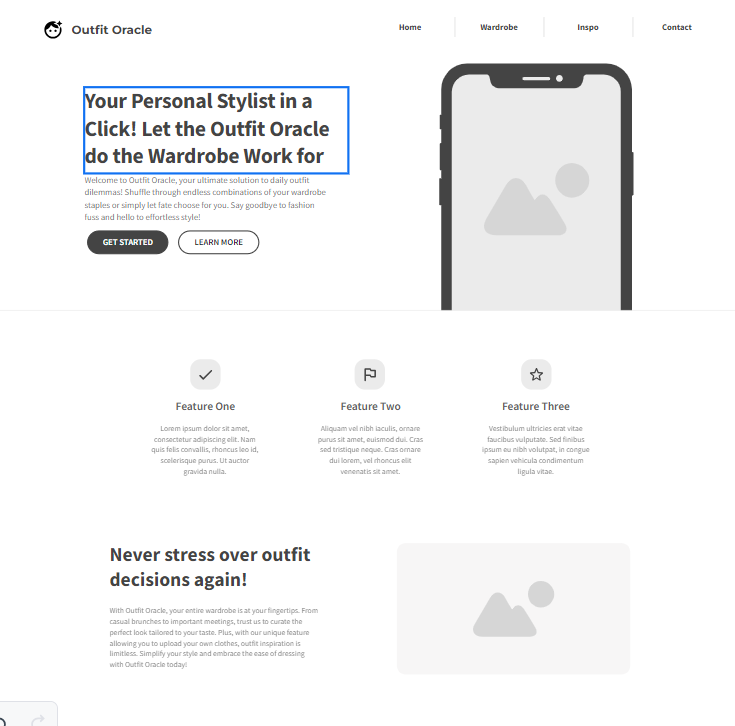 Outfit Oracle
Home
Wardrobe
Inspo
Contact
Your Personal Stylist in a
Click! Let the Outfit Oracle
do the Wardrobe Work for
Welcome to Outfit Oracle, your ultimate solution to daily outfit
dilemmas! Shuffle through endless combinations of your wardrobe
staples or simply let fate choose for you. Say goodbye to fashion
fuss and hello to effortless style!
GET STARTED
LEARN MORE
Feature One
Lorem ipsum dolor sit amet,
consectetur adipiscing elit. Nam
quis felis convallis, rhoncus leo id,
scelerisque purus. Ut auctor
gravida nulla.
Feature Two
Aliquam vel nibh iaculis, ornare
purus sit amet, euismod dui. Cras
sed tristique neque. Cras ornare
dui lorem, vel rhoncus elit
venenatis sit amet.
Feature Three
Vestibulum ultricies erat vitae
faucibus vulputate. Sed finibus
ipsum eu nibh volutpat, in congue
sapien vehicula condimentum
ligula vitae.
Never stress over outfit
decisions again!
With Outfit Oracle, your entire wardrobe is at your fingertips. From
casual brunches to important meetings, trust us to curate the
perfect look tailored to your taste. Plus, with our unique feature
allowing you to upload your own clothes, outfit inspiration is
limitless. Simplify your style and embrace the ease of dressing
with Outfit Oracle today!